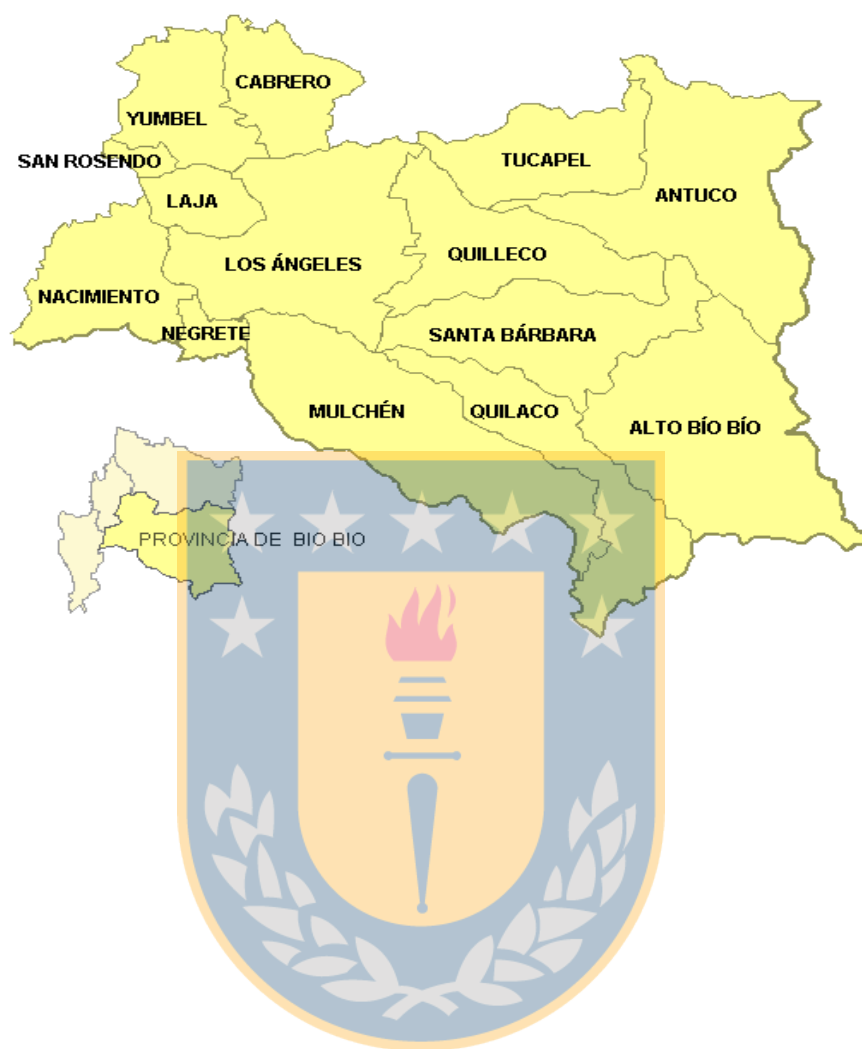 CABRERO
YUMBEL
SAN ROSENDO
TUCAPEL
LAJA
ANTUCO
QUILLECO
LOS ÁNGELES
NACIMIENTO
NEGRETE
SANTA BÁRBARA
MULCHÉN
QUILACO
ALTO BÍO BÍO
PROVINCIA DE BIO BIO